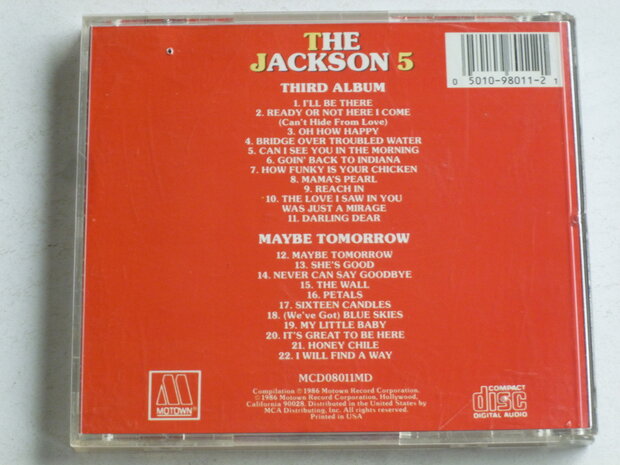 THE
JACKSON 5
0 5010-98011-2 1
THIRD ALBUM
1. I'LL BE THERE
2. READY OR NOT HERE I COME
(Can't Hide From Love)
3. OH HOW HAPPY
4. BRIDGE OVER TROUBLED WATER
5. CAN I SEE YOU IN THE MORNING
6. GOIN' BACK TO INDIANA
7. HOW FUNKY IS YOUR CHICKEN
8. MAMA'S PEARL
9. REACH IN
10. THE LOVE I SAW IN YOU
WAS JUST A MIRAGE
11. DARLING DEAR
MAYBE TOMORROW
12. MAYBE TOMORROW
13. SHE'S GOOD
14. NEVER CAN SAY GOODBYE
15. THE WALL
16. PETALS
17. SIXTEEN CANDLES
18. (We've Got) BLUE SKIES
19. MY LITTLE BABY
20. IT'S GREAT TO BE HERE
21. HONEY CHILE
22. I WILL FIND A WAY
MCD08011MD
Compilation ℗ 1986 Motown Record Corporation.
© 1986 Motown Record Corporation, Hollywood,
California 90028. Distributed in the United States by
MCA Distributing, Inc. All rights reserved.
Printed in USA
MOTOWN™
COMPACT
disc
DIGITAL AUDIO